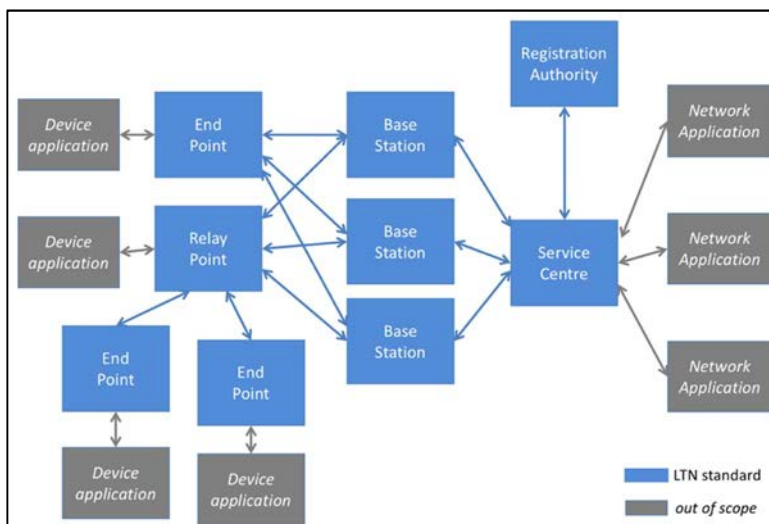 Registration
Authority
Device
application
End
Point
Base
Station
Network
Application
Device
application
Relay
Point
Base
Station
Service
Centre
Network
Application
End
Point
End
Point
Base
Station
Network
Application
Device
application
Device
application
LTN standard
out of scope